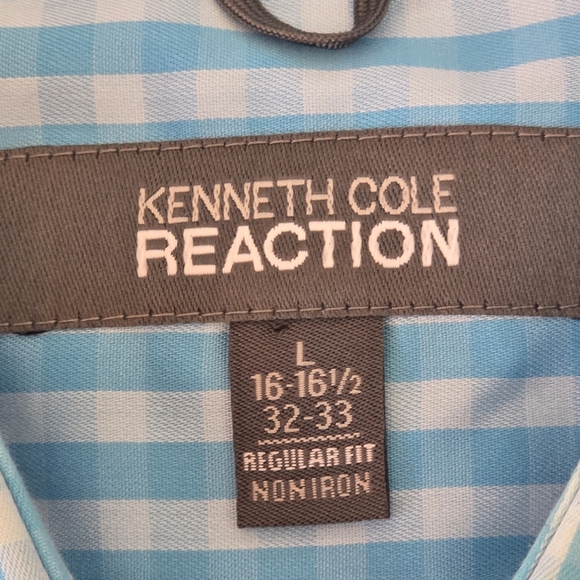 KENNETH COLE
REACTION
L
16-16½
32-33
REGULAR FIT
NONIRON